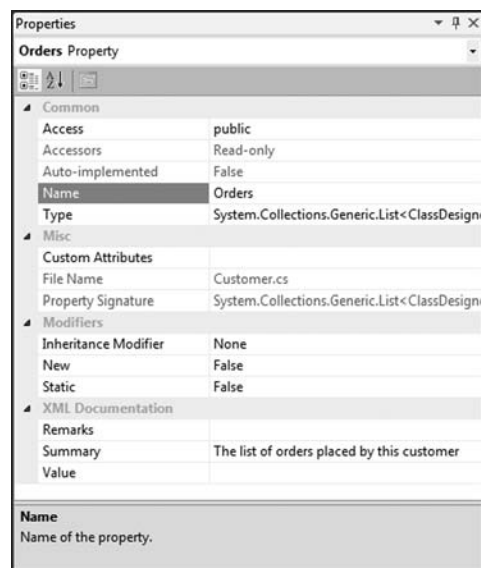 Properties
Orders Property
Common
Access public
Accessors Read-only
Auto-implemented False
Name Orders
Type System.Collections.Generic.List<ClassDesign
Misc
Custom Attributes
File Name Customer.cs
Property Signature System.Collections.Generic.List<ClassDesign
Modifiers
Inheritance Modifier None
New False
Static False
XML Documentation
Remarks
Summary The list of orders placed by this customer
Value
Name
Name of the property.